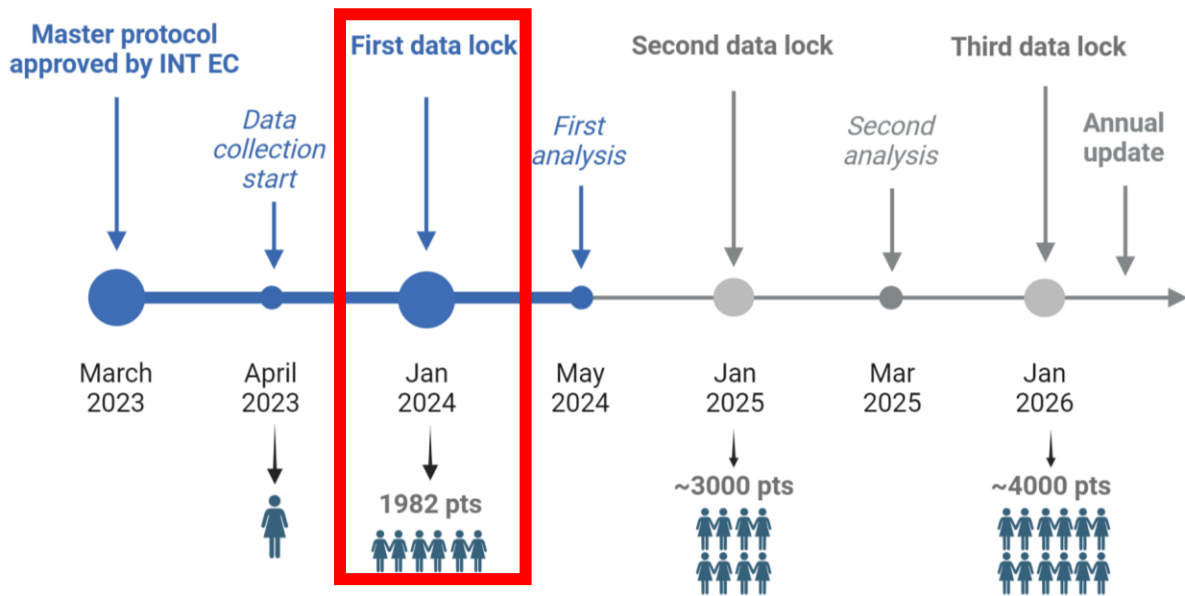 Master protocol
approved by INT EC
First data lock
Second data lock
Third data lock
Data
collection
start
First
analysis
Second
analysis
Annual
update
March
2023
April
2023
Jan
2024
May
2024
Jan
2025
Mar
2025
Jan
2026
1982 pts
~3000 pts
~4000 pts